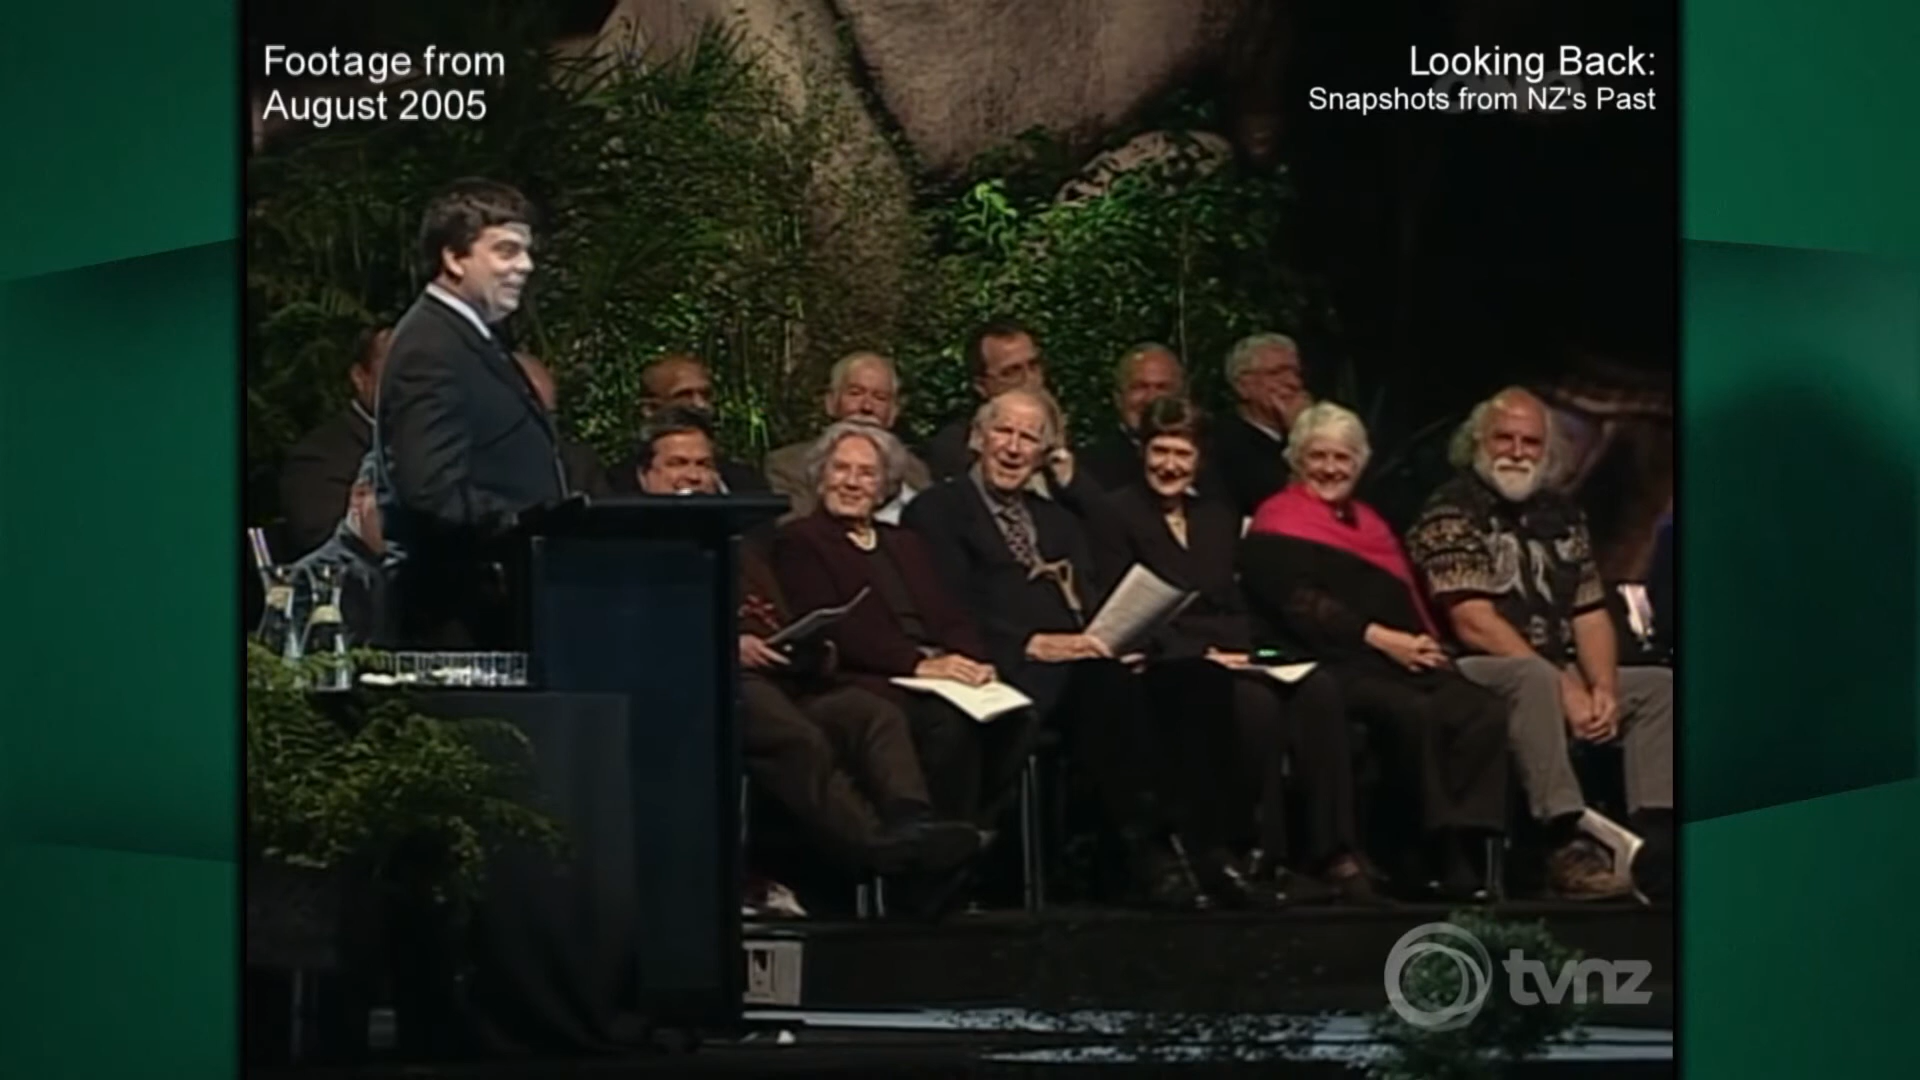 Footage from
August 2005
Looking Back:
Snapshots from NZ's Past
tvnz